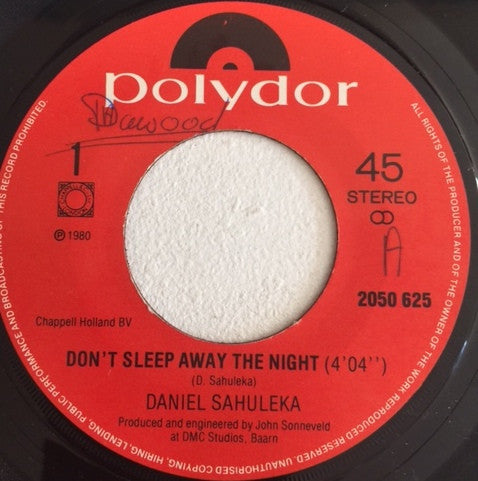 polydor
1
45
STEREO
℗ 1980
A
2050 625
Chappell Holland BV
DON'T SLEEP AWAY THE NIGHT (4'04'')
(D. Sahuleka)
DANIEL SAHULEKA
Produced and engineered by John Sonneveld
at DMC Studios, Baarn
ALL RIGHTS OF THE PRODUCER AND OF THE OWNER OF THE WORK REPRODUCED RESERVED. UNAUTHORISED COPYING, HIRING, LENDING, PUBLIC PERFORMANCE AND BROADCASTING OF THIS RECORD PROHIBITED.